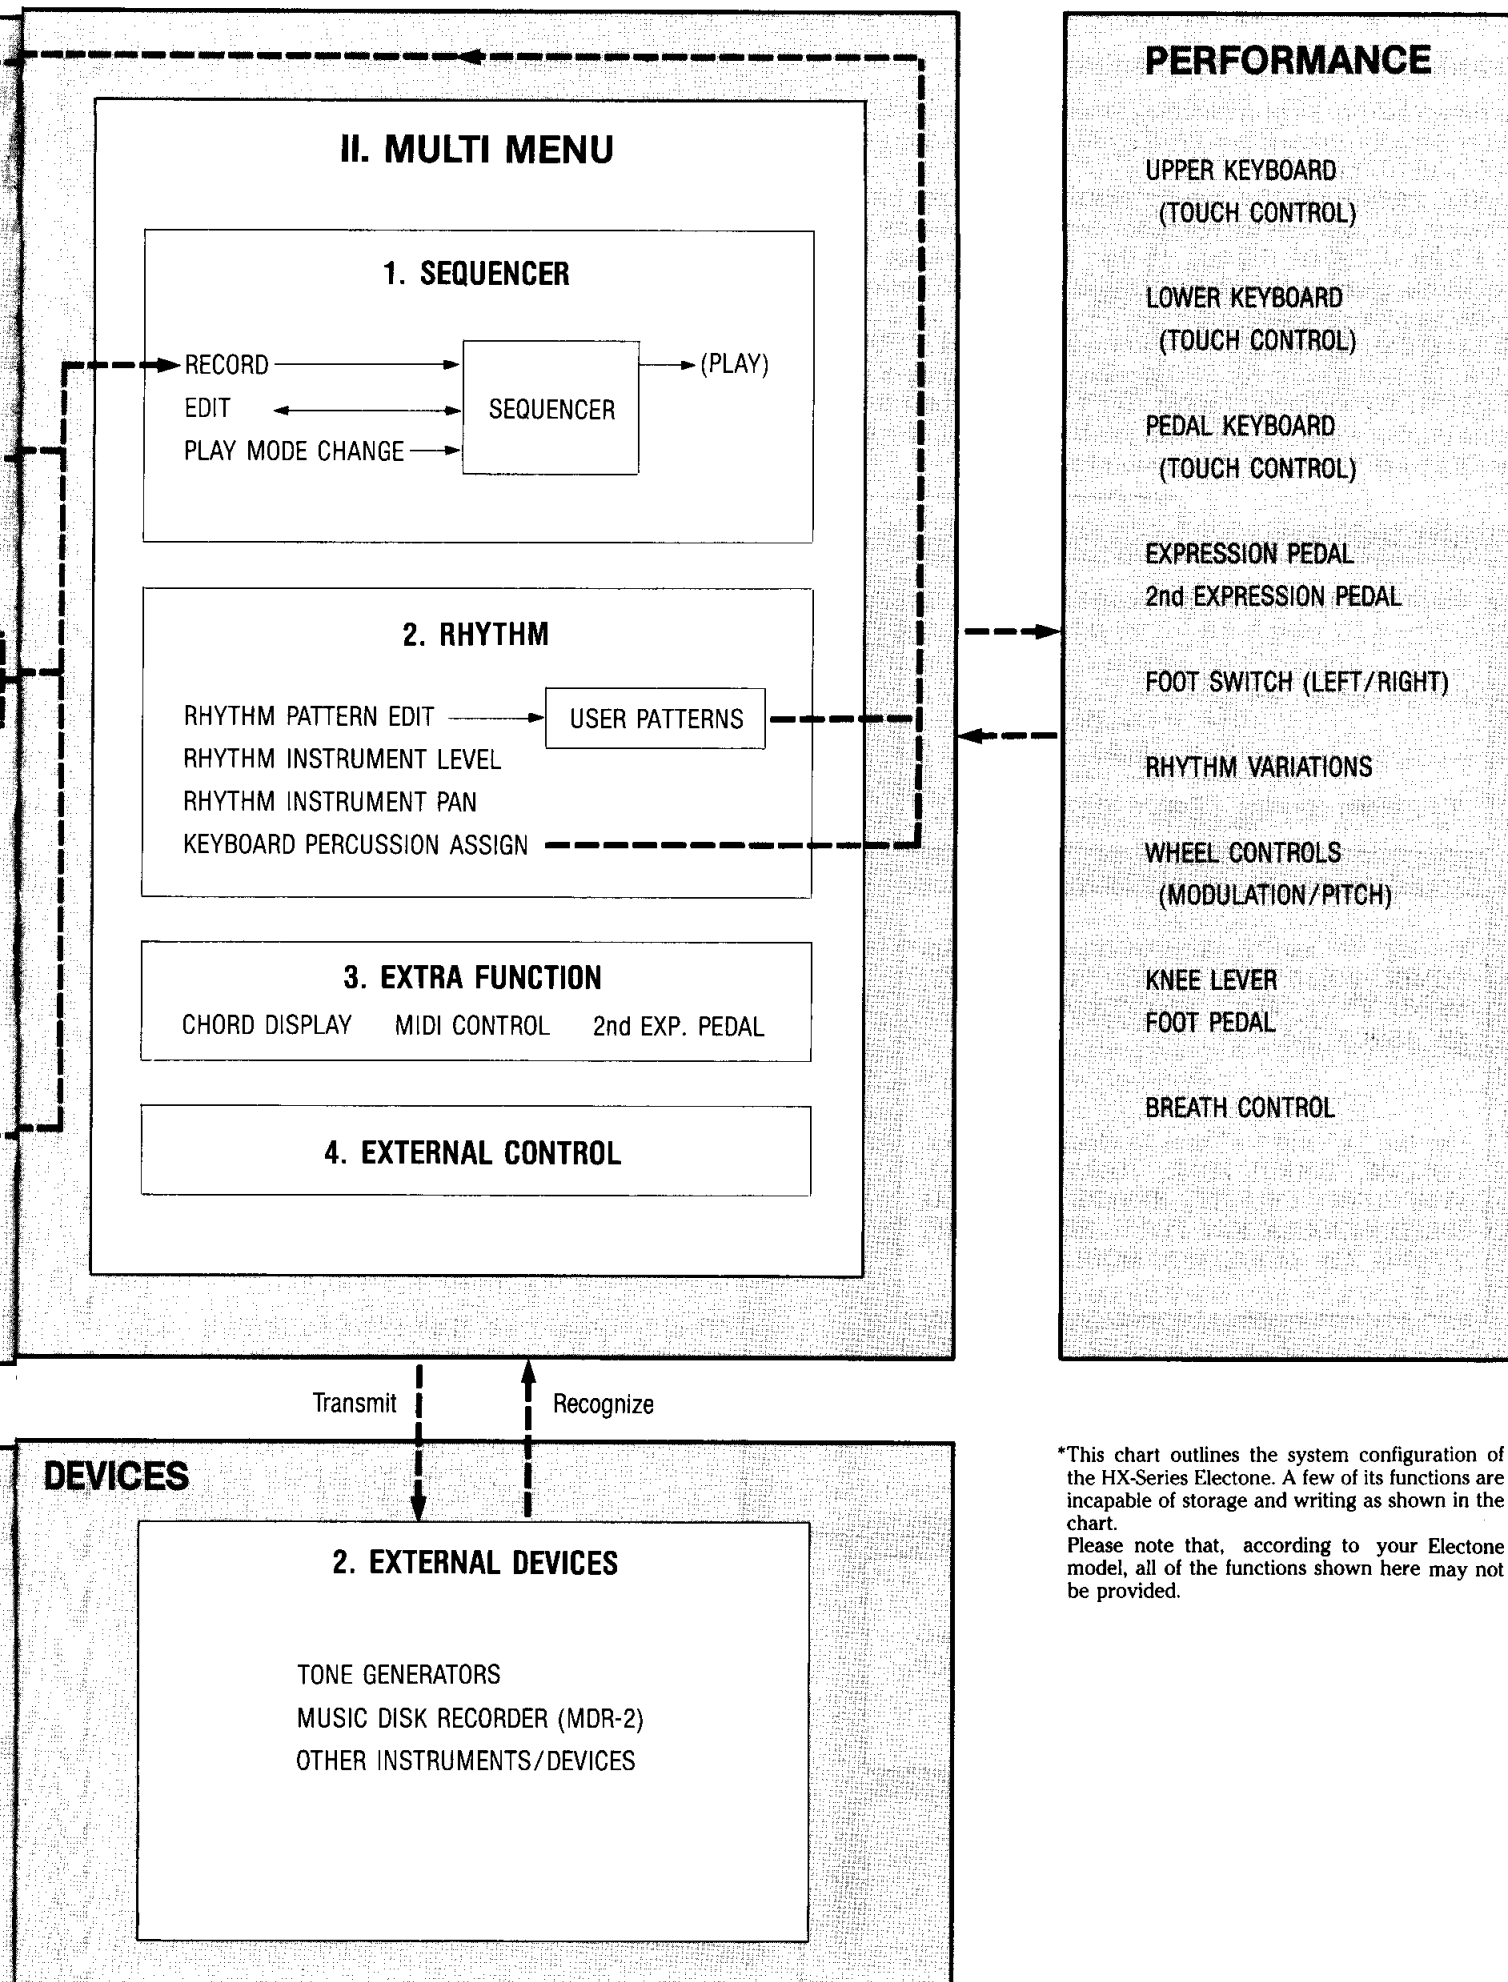 II. MULTI MENU
1. SEQUENCER
RECORD
(PLAY)
EDIT
SEQUENCER
PLAY MODE CHANGE
2. RHYTHM
RHYTHM PATTERN EDIT
USER PATTERNS
RHYTHM INSTRUMENT LEVEL
RHYTHM INSTRUMENT PAN
KEYBOARD PERCUSSION ASSIGN
3. EXTRA FUNCTION
CHORD DISPLAY MIDI CONTROL 2nd EXP. PEDAL
4. EXTERNAL CONTROL
Transmit
Recognize
DEVICES
2. EXTERNAL DEVICES
TONE GENERATORS
MUSIC DISK RECORDER (MDR-2)
OTHER INSTRUMENTS/DEVICES
PERFORMANCE
UPPER KEYBOARD
(TOUCH CONTROL)
LOWER KEYBOARD
(TOUCH CONTROL)
PEDAL KEYBOARD
(TOUCH CONTROL)
EXPRESSION PEDAL
2nd EXPRESSION PEDAL
FOOT SWITCH (LEFT/RIGHT)
RHYTHM VARIATIONS
WHEEL CONTROLS
(MODULATION/PITCH)
KNEE LEVER
FOOT PEDAL
BREATH CONTROL
*This chart outlines the system configuration of
the HX-Series Electone. A few of its functions are
incapable of storage and writing as shown in the
chart.
Please note that, according to your Electone
model, all of the functions shown here may not
be provided.